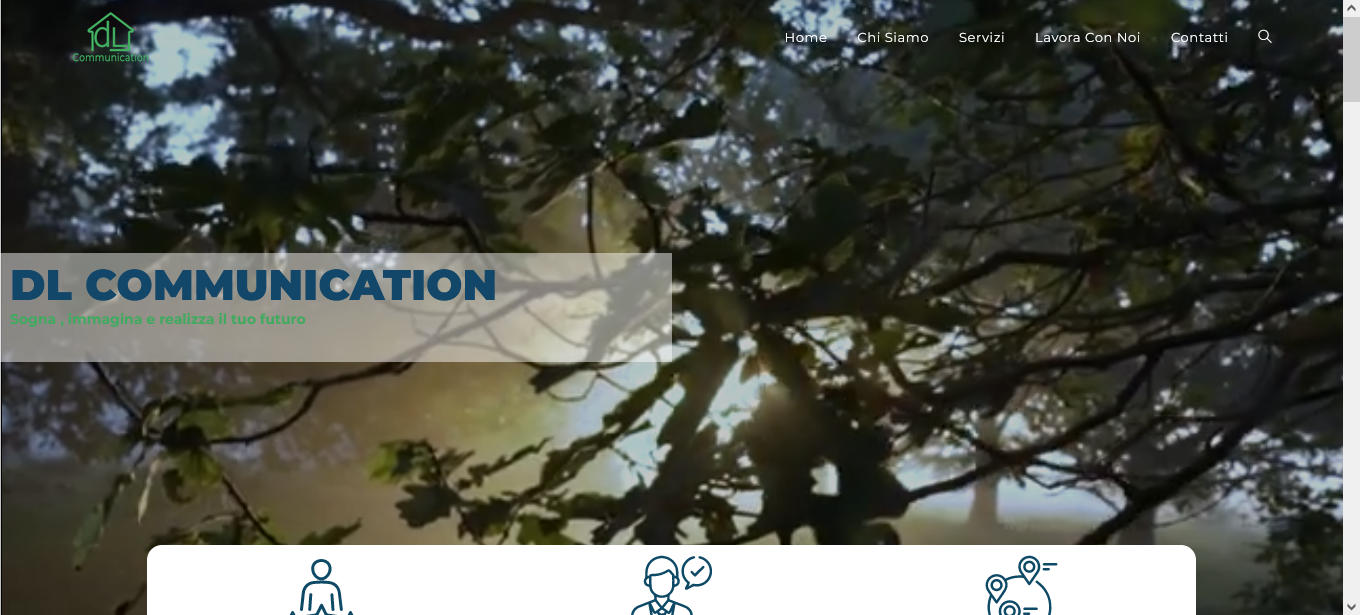 dL
Communication
Home Chi Siamo Servizi Lavora Con Noi Contatti
DL COMMUNICATION
Sogna , immagina e realizza il tuo futuro